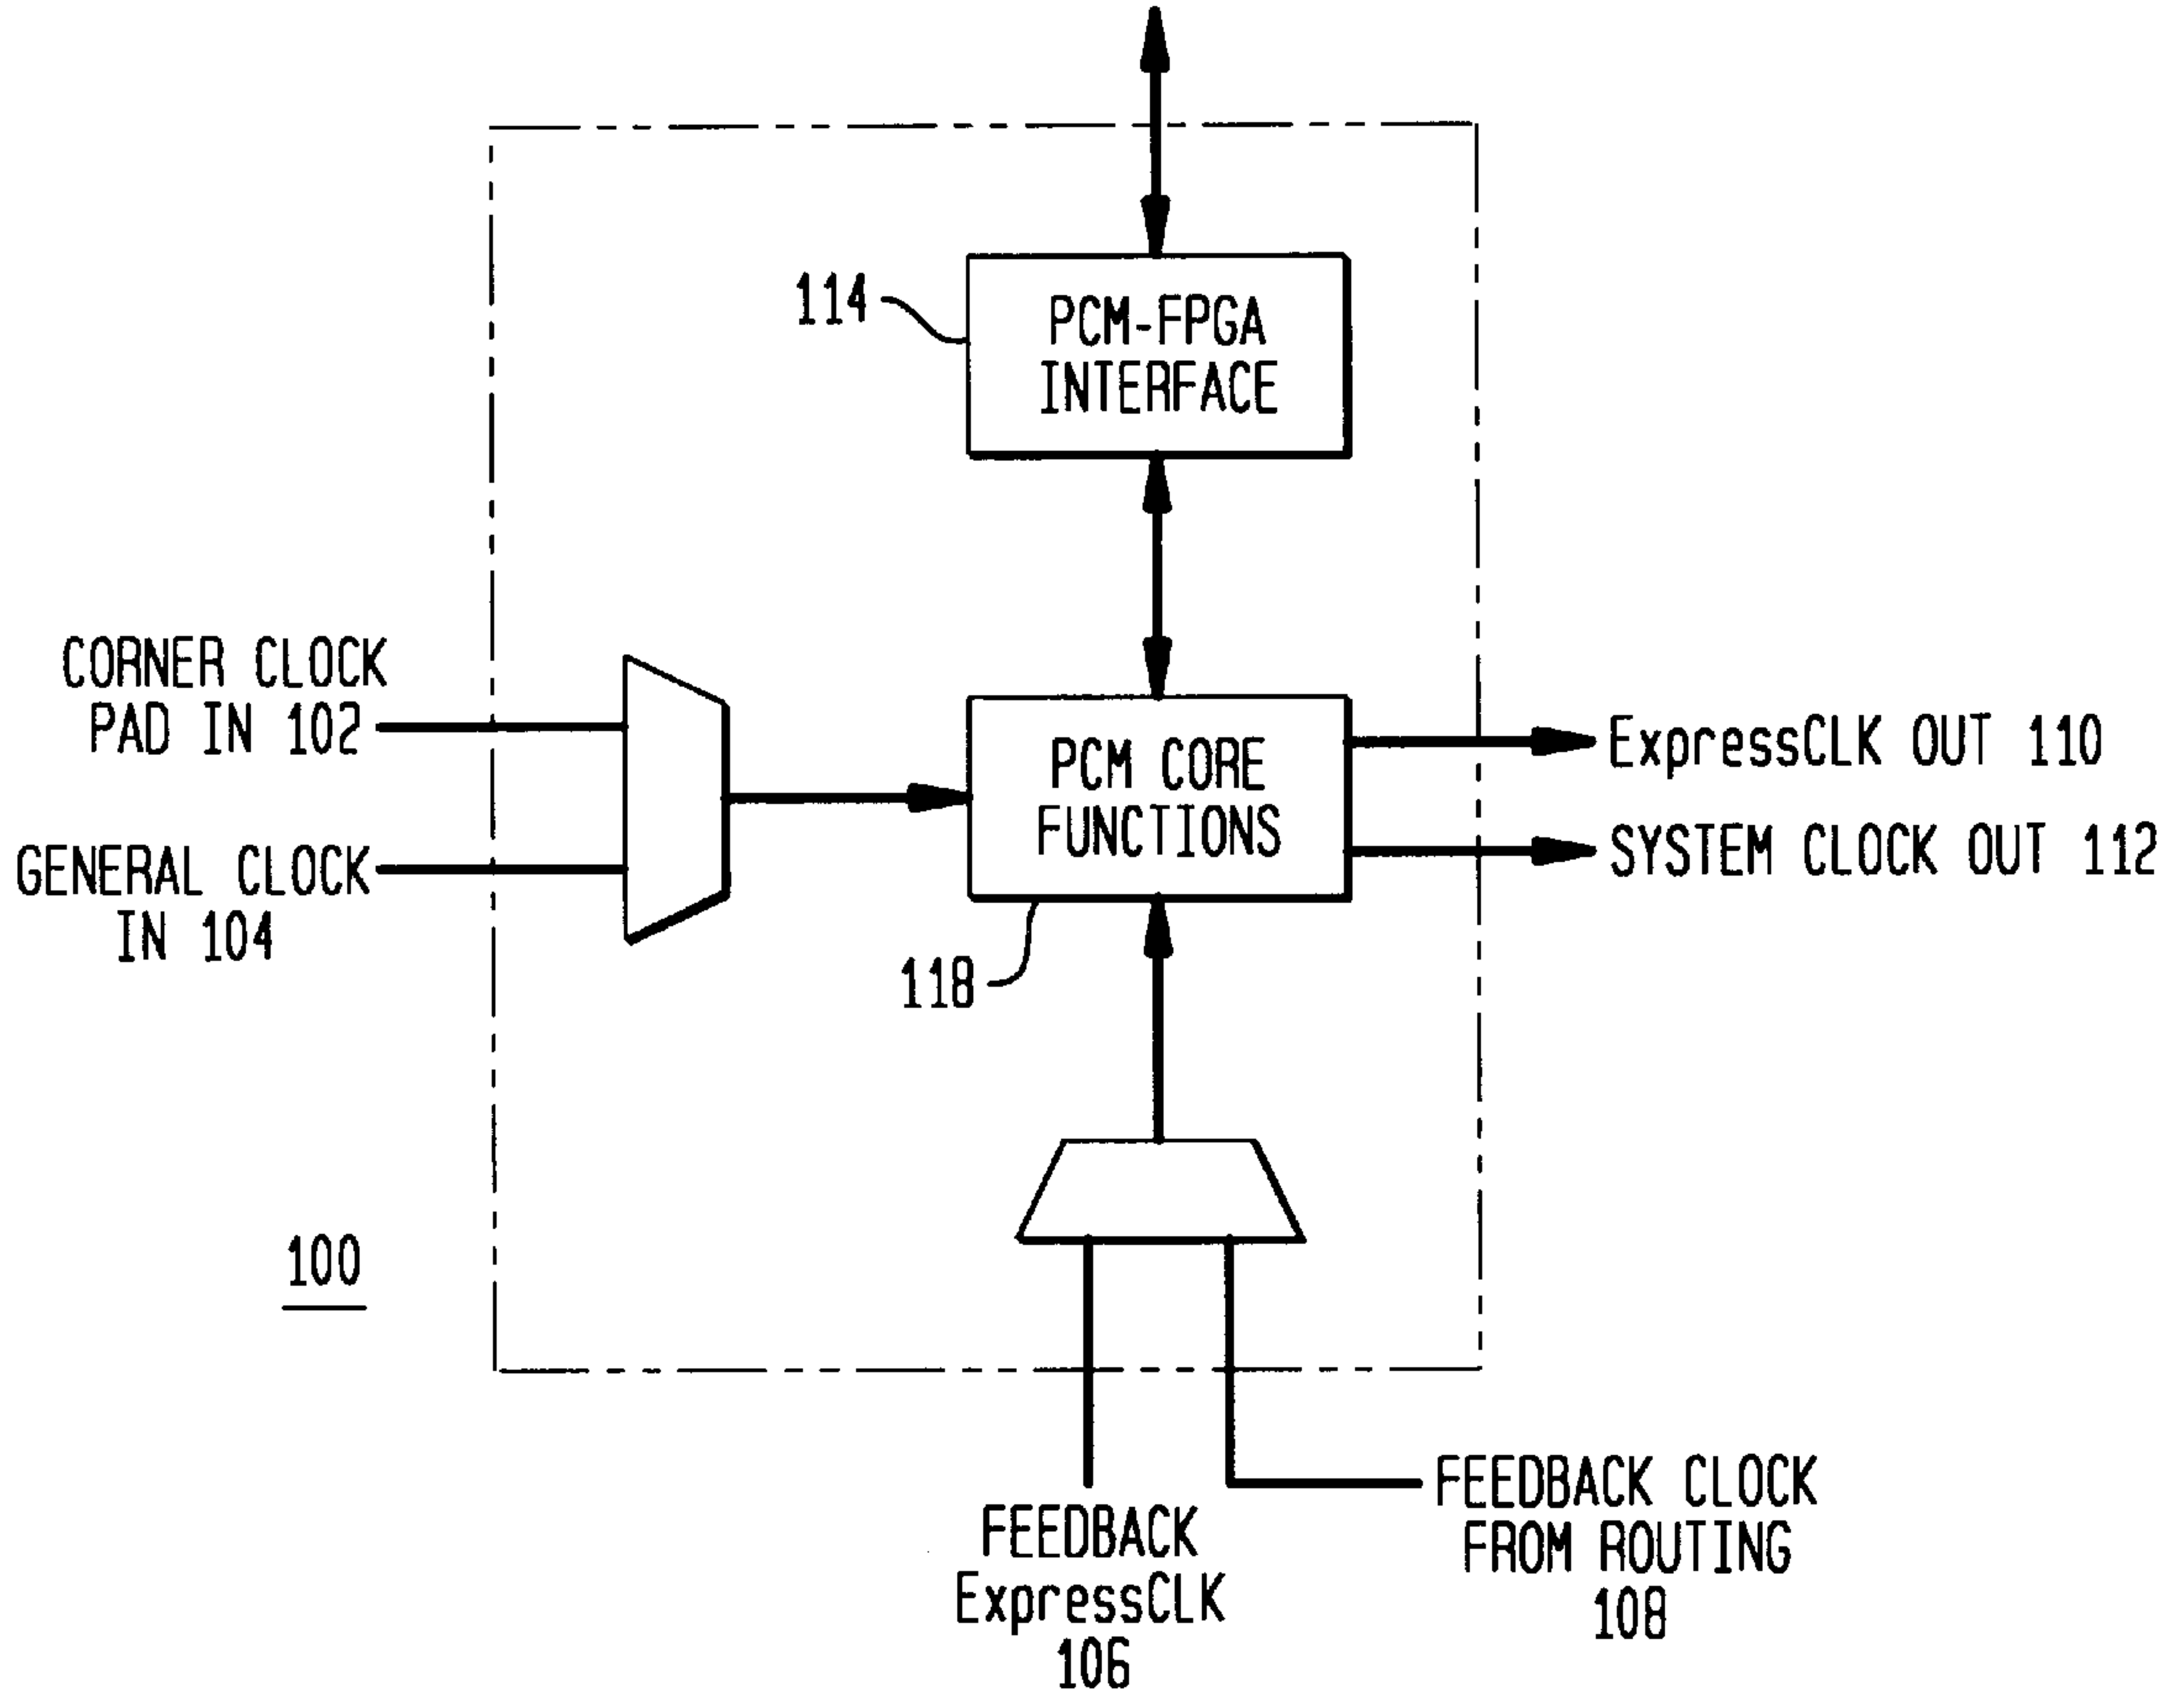 114
PCM-FPGA
INTERFACE
CORNER CLOCK
PAD IN 102
GENERAL CLOCK
IN 104
PCM CORE
FUNCTIONS
118
ExpressCLK OUT 110
SYSTEM CLOCK OUT 112
100
FEEDBACK
ExpressCLK
106
FEEDBACK CLOCK
FROM ROUTING
108